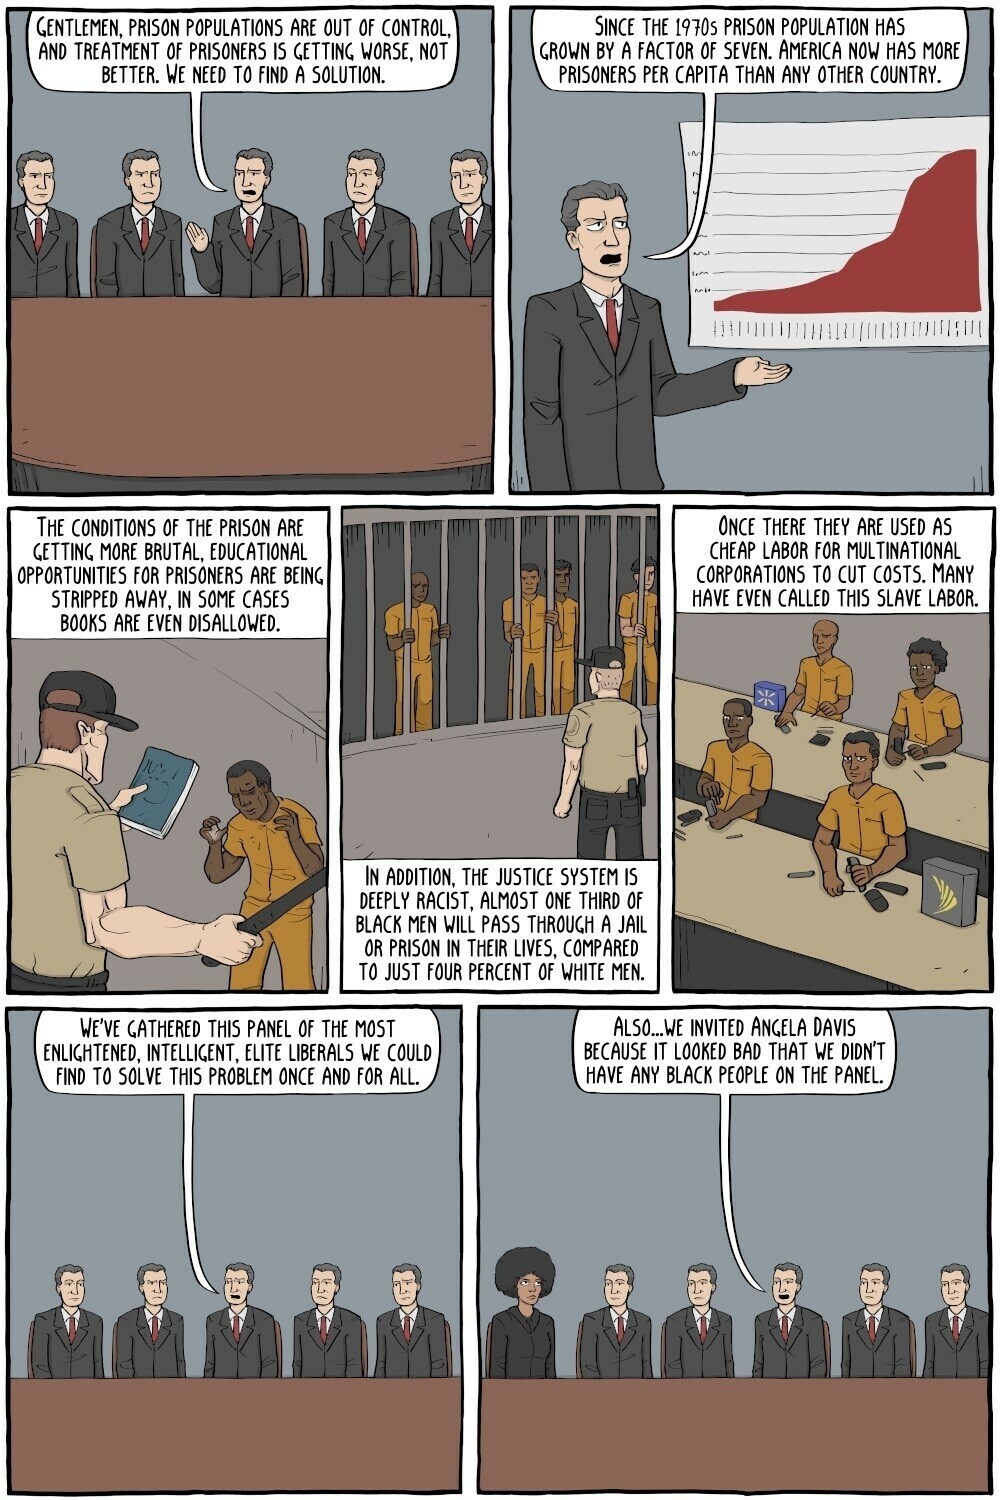 GENTLEMEN, PRISON POPULATIONS ARE OUT OF CONTROL,
AND TREATMENT OF PRISONERS IS GETTING WORSE, NOT
BETTER. WE NEED TO FIND A SOLUTION.
SINCE THE 1970S PRISON POPULATION HAS
GROWN BY A FACTOR OF SEVEN. AMERICA NOW HAS MORE
PRISONERS PER CAPITA THAN ANY OTHER COUNTRY.
THE CONDITIONS OF THE PRISON ARE
GETTING MORE BRUTAL, EDUCATIONAL
OPPORTUNITIES FOR PRISONERS ARE BEING
STRIPPED AWAY, IN SOME CASES
BOOKS ARE EVEN DISALLOWED.
IN ADDITION, THE JUSTICE SYSTEM IS
DEEPLY RACIST, ALMOST ONE THIRD OF
BLACK MEN WILL PASS THROUGH A JAIL
OR PRISON IN THEIR LIVES, COMPARED
TO JUST FOUR PERCENT OF WHITE MEN.
ONCE THERE THEY ARE USED AS
CHEAP LABOR FOR MULTINATIONAL
CORPORATIONS TO CUT COSTS. MANY
HAVE EVEN CALLED THIS SLAVE LABOR.
WE'VE GATHERED THIS PANEL OF THE MOST
ENLIGHTENED, INTELLIGENT, ELITE LIBERALS WE COULD
FIND TO SOLVE THIS PROBLEM ONCE AND FOR ALL.
ALSO...WE INVITED ANGELA DAVIS
BECAUSE IT LOOKED BAD THAT WE DIDN'T
HAVE ANY BLACK PEOPLE ON THE PANEL.